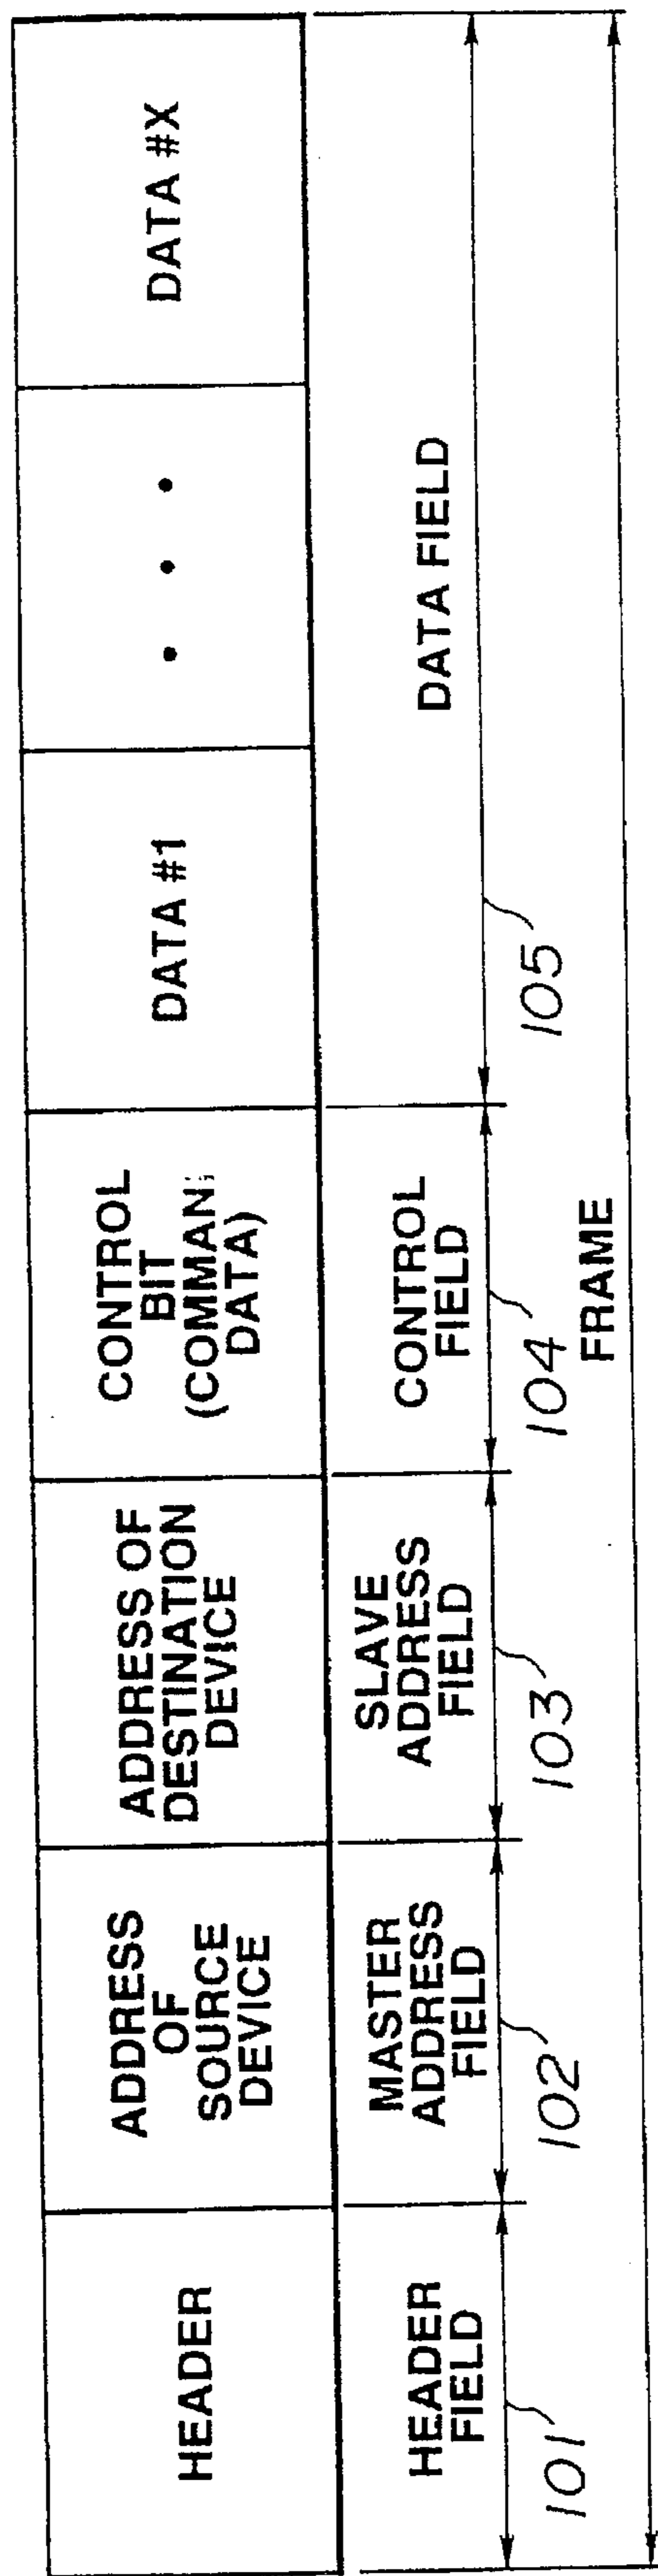 HEADER
ADDRESS
OF
SOURCE
DEVICE
ADDRESS OF
DESTINATION
DEVICE
CONTROL
BIT
(COMMAN
DATA)
DATA #1
• • •
DATA #X
HEADER
FIELD
MASTER
ADDRESS
FIELD
SLAVE
ADDRESS
FIELD
CONTROL
FIELD
DATA FIELD
101
102
103
104
105
FRAME